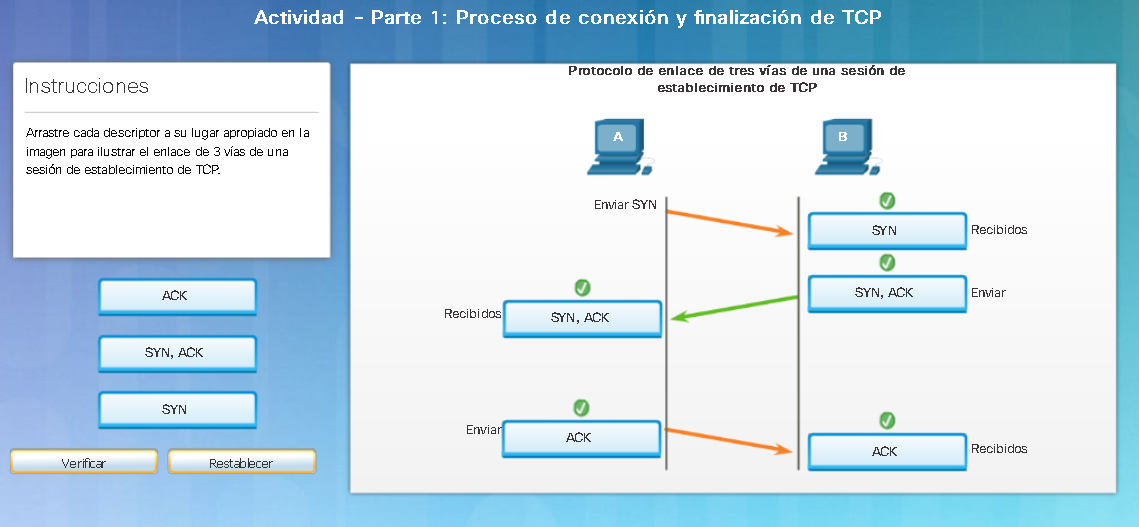 Actividad - Parte 1: Proceso de conexión y finalización de TCP
Instrucciones
Arrastre cada descriptor a su lugar apropiado en la
imagen para ilustrar el enlace de 3 vías de una
sesión de establecimiento de TCP.
ACK
SYN, ACK
SYN
Verificar
Restablecer
Protocolo de enlace de tres vías de una sesión de
establecimiento de TCP
A
B
Enviar SYN
SYN
Recibidos
SYN, ACK
Enviar
Recibidos
SYN, ACK
Enviar
ACK
ACK
Recibidos